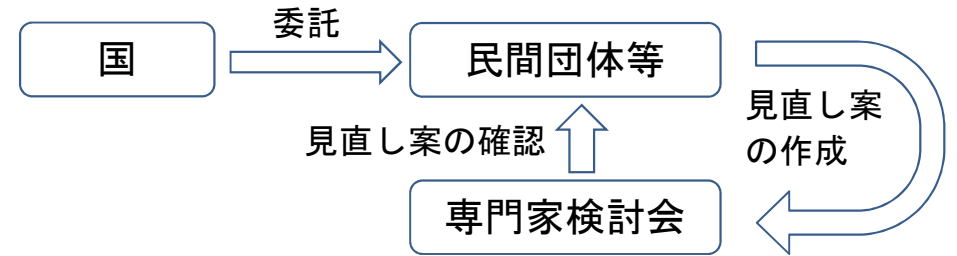 委託
国
民間団体等
見直し案
の作成
見直し案の確認
専門家検討会